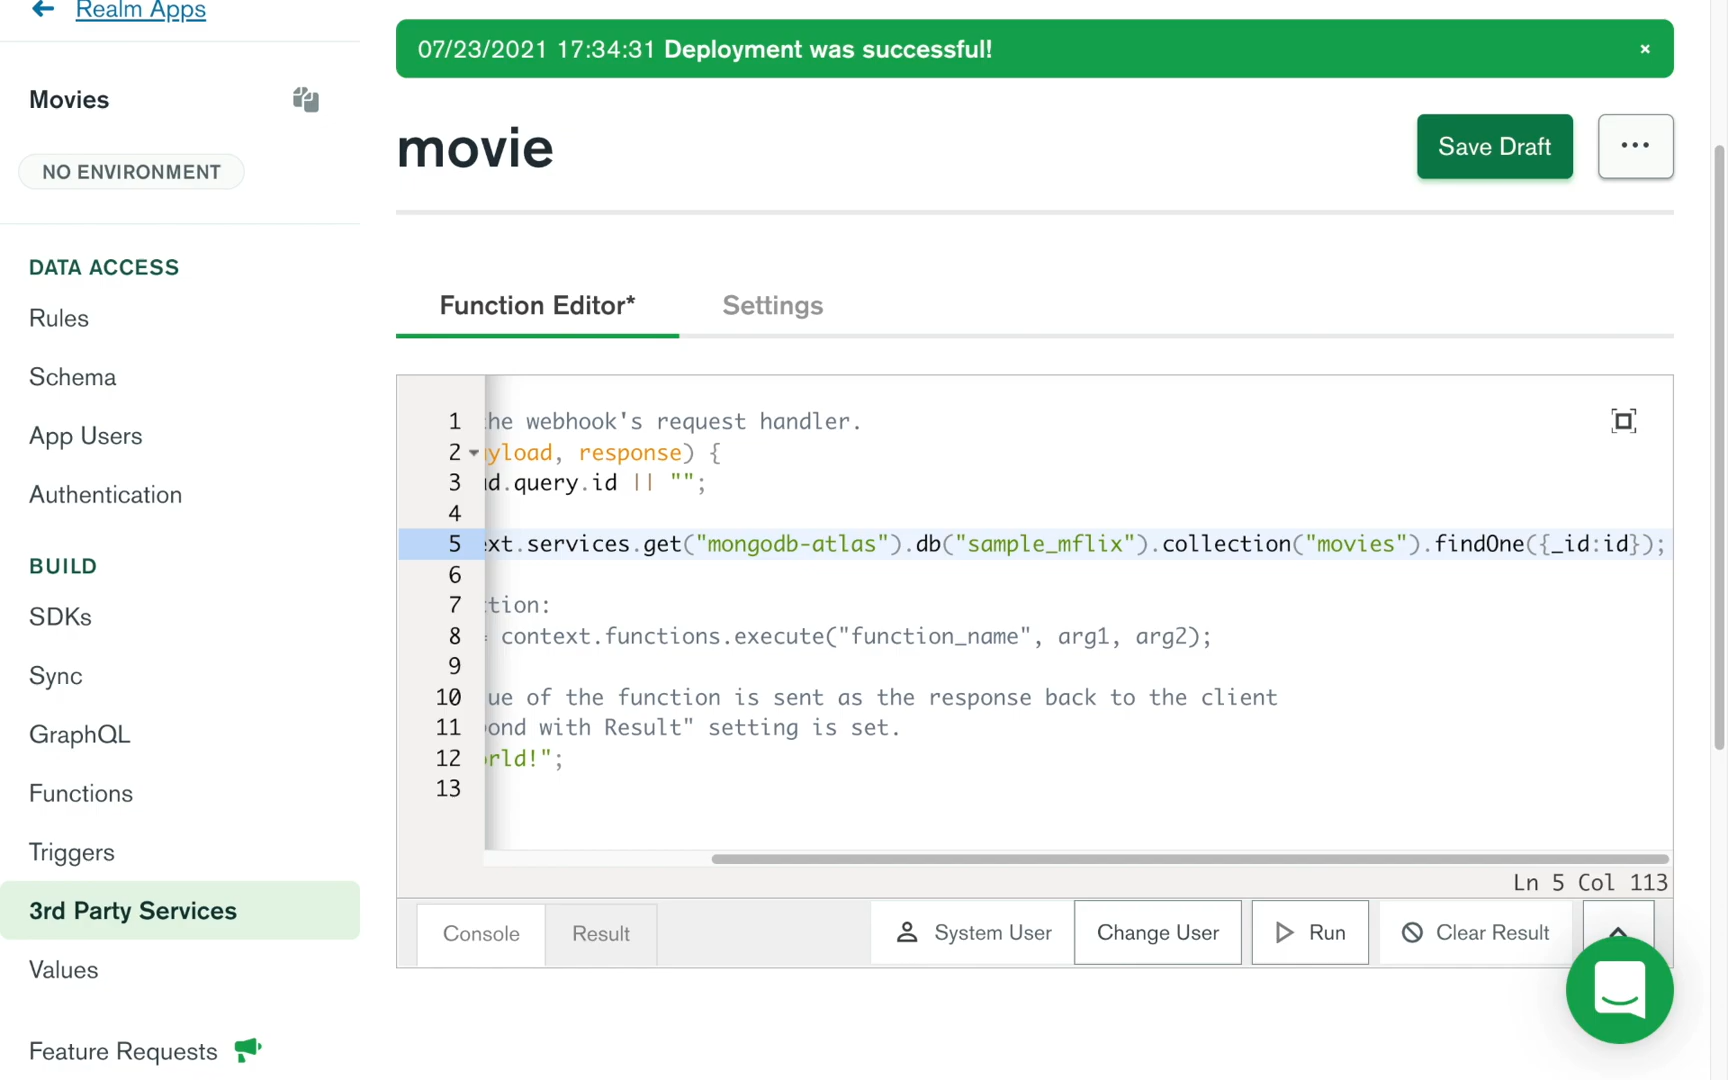 Realm Apps
07/23/2021 17:34:31 Deployment was successful!
Movies
NO ENVIRONMENT
movie
Save Draft
DATA ACCESS
Rules
Schema
App Users
Authentication
BUILD
SDKs
Sync
GraphQL
Functions
Triggers
3rd Party Services
Values
Feature Requests
Function Editor* Settings
1 the webhook's request handler.
2 yload, response) {
3 d.query.id || "";
4
5 ext.services.get("mongodb-atlas").db("sample_mflix").collection("movies").findOne({_id:id});
6
7 tion:
8 = context.functions.execute("function_name", arg1, arg2);
9
10 ue of the function is sent as the response back to the client
11 ond with Result" setting is set.
12 rld!";
13
Ln 5 Col 113
Console Result System User Change User Run Clear Result